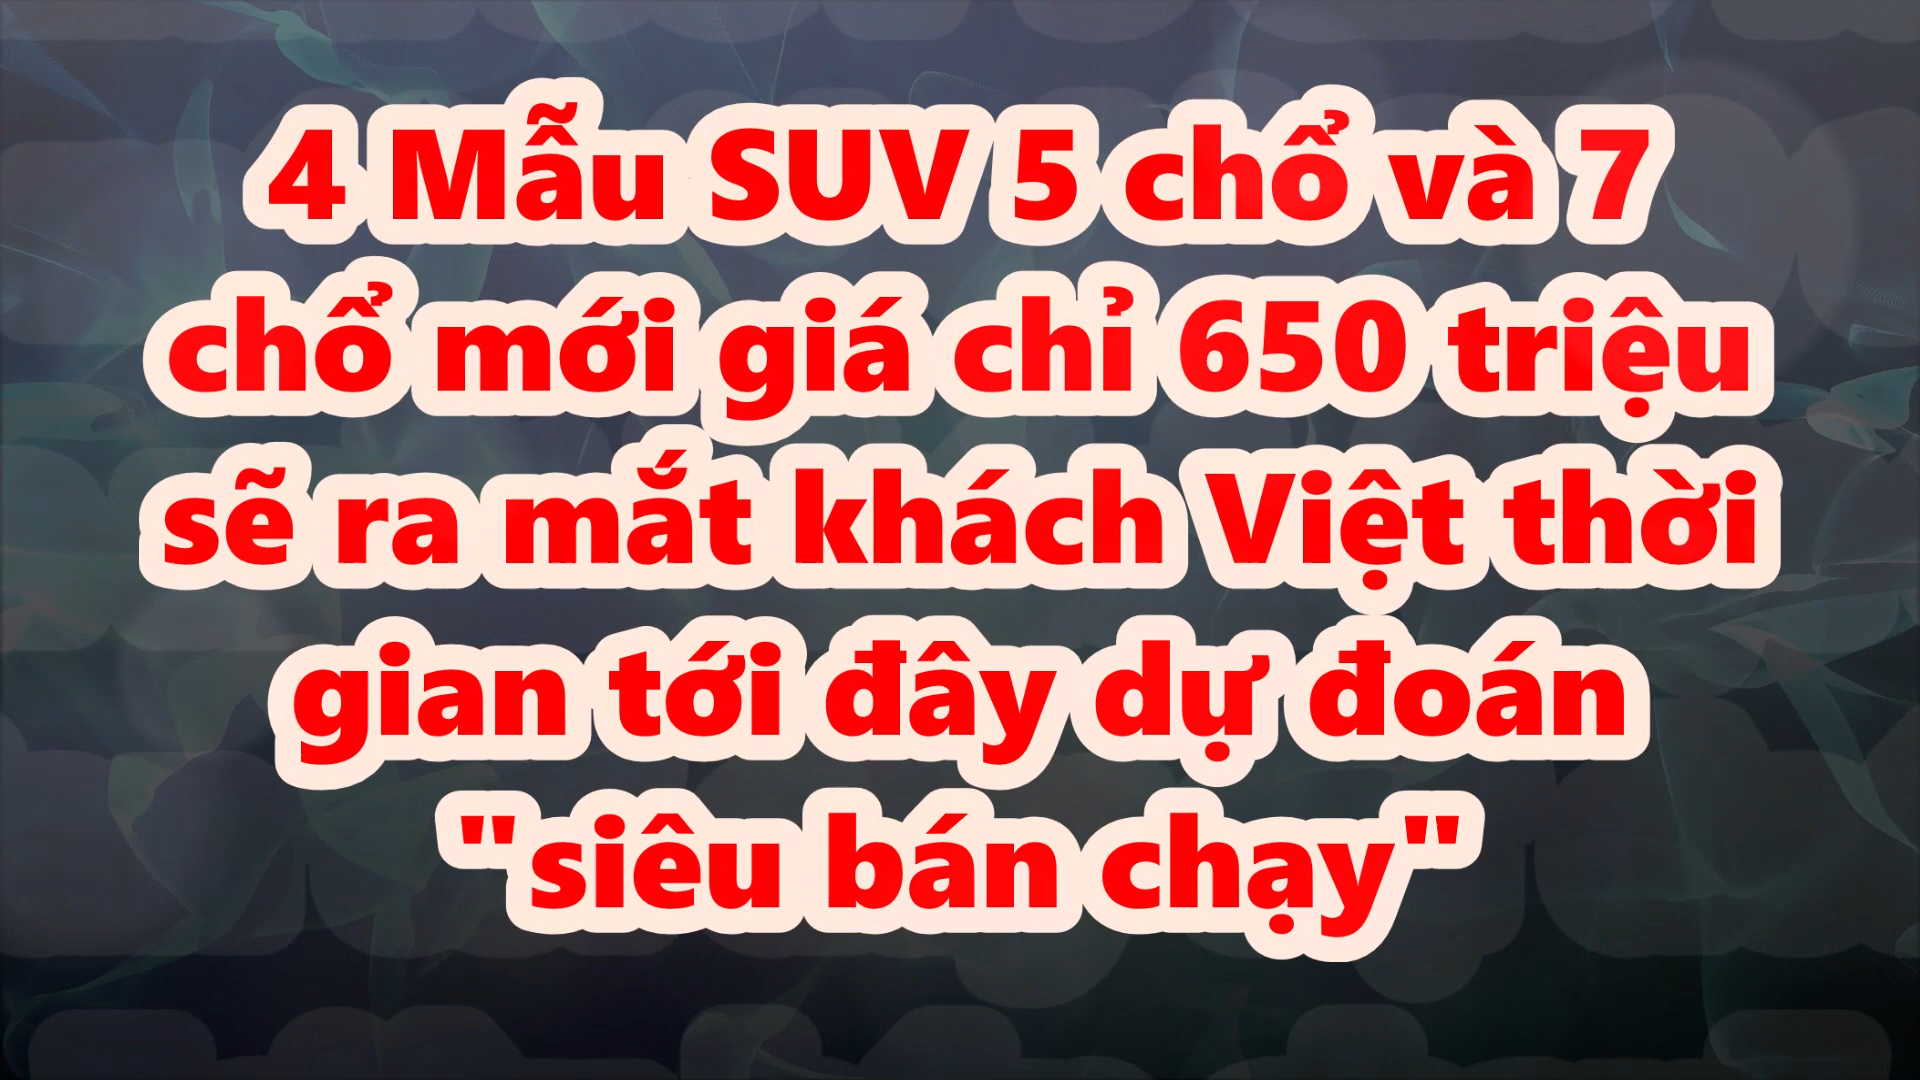 4 Mẫu SUV 5 chổ và 7
chổ mới giá chỉ 650 triệu
sẽ ra mắt khách Việt thời
gian tới đây dự đoán
"siêu bán chạy"